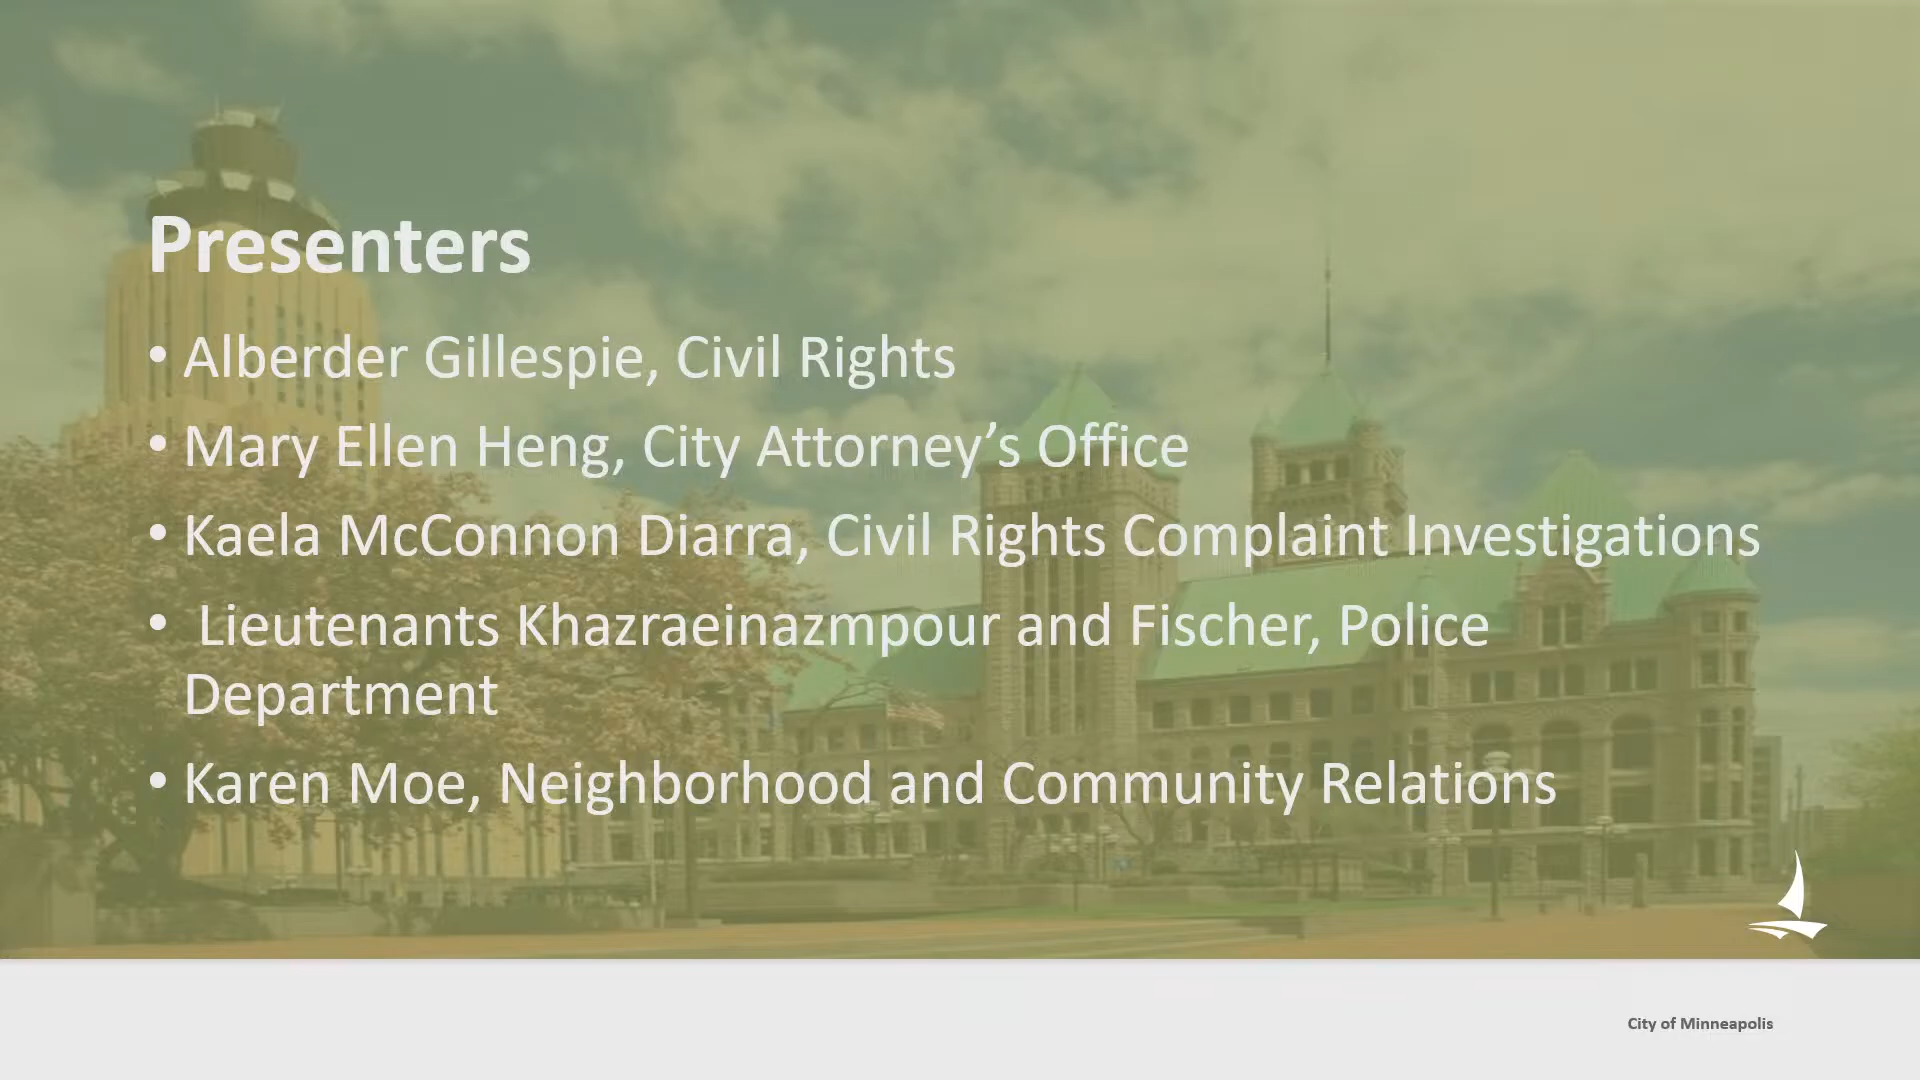 Presenters
• Alberder Gillespie, Civil Rights
• Mary Ellen Heng, City Attorney’s Office
• Kaela McConnon Diarra, Civil Rights Complaint Investigations
• Lieutenants Khazraeinazmpour and Fischer, Police
Department
• Karen Moe, Neighborhood and Community Relations
City of Minneapolis